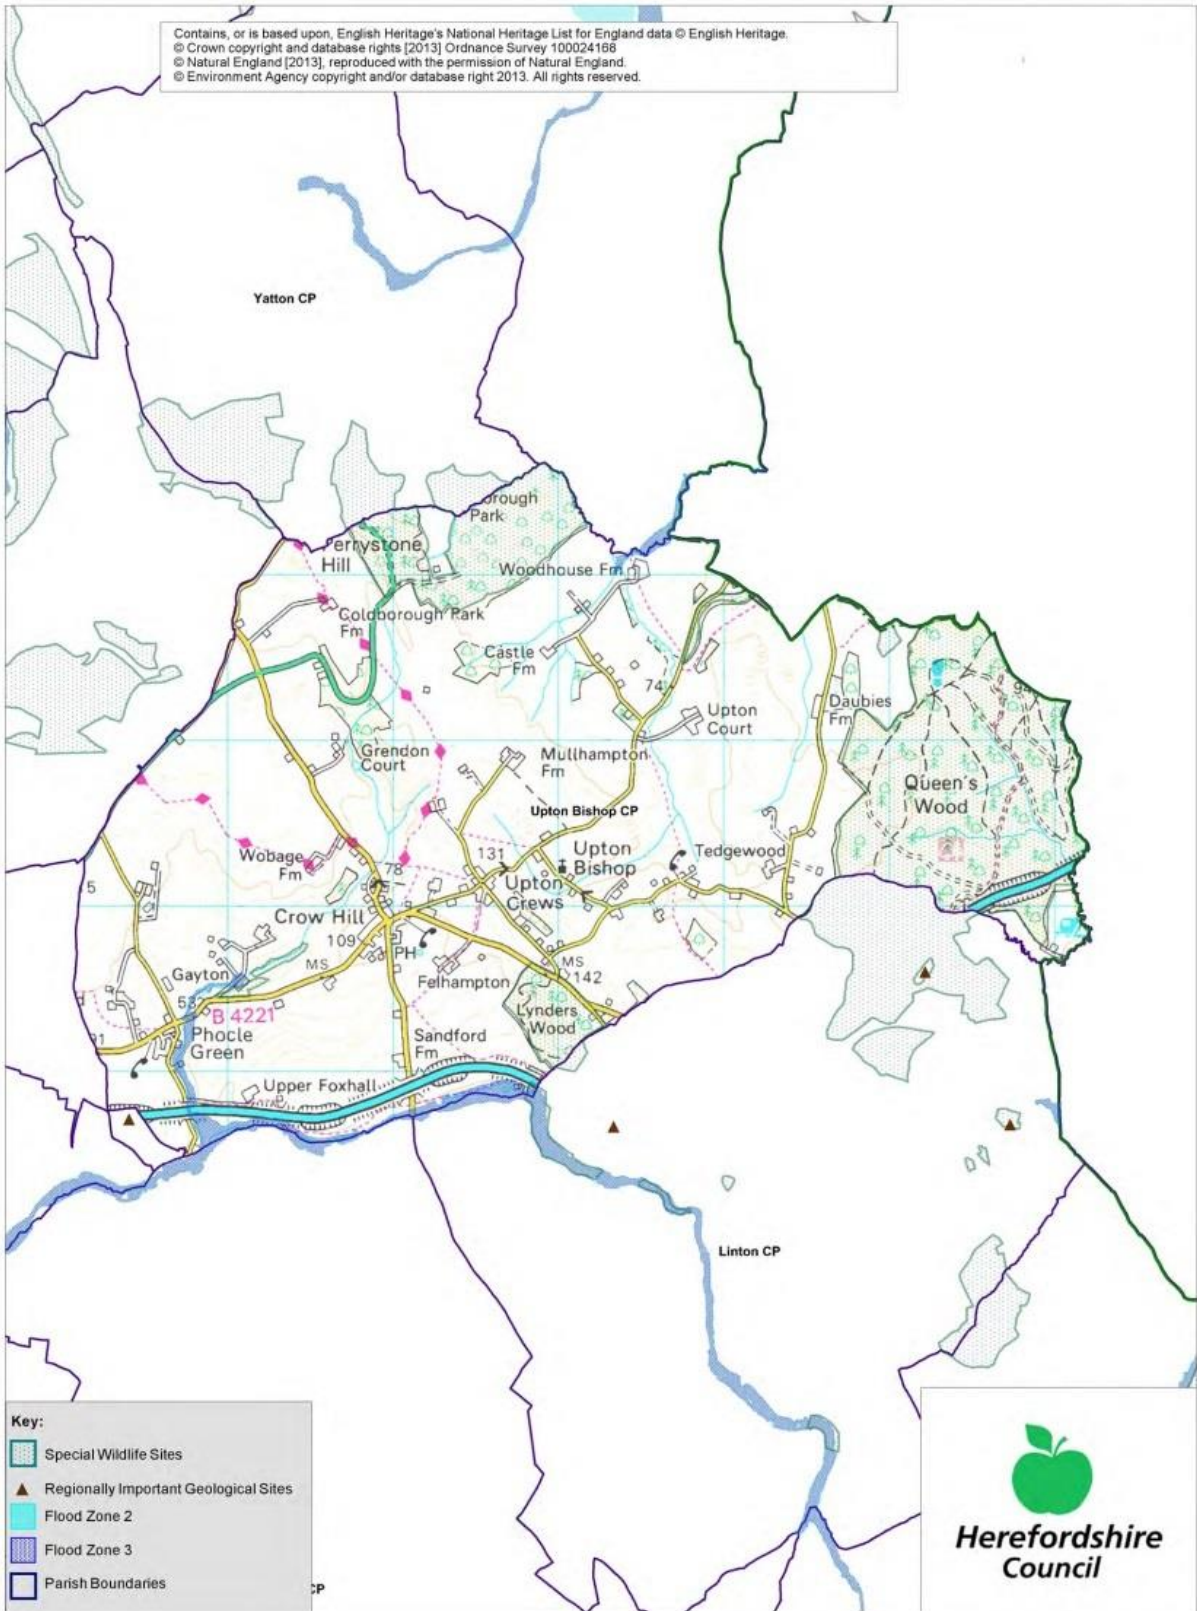 Contains, or is based upon, English Heritage's National Heritage List for England data © English Heritage.
© Crown copyright and database rights [2013] Ordnance Survey 100024168
© Natural England [2013], reproduced with the permission of Natural England.
© Environment Agency copyright and/or database right 2013. All rights reserved.
Yatton CP
orough
Park
errystone
Hill
Woodhouse Fm
Coldborough Park
Fm
Castle
Fm
74
Upton
Court
Daubies
Fm
94
Grendon
Court
Mullhampton
Fm
Queen's
Wood
Upton Bishop CP
Upton
Bishop
Tedgewood
131
Wobage
Fm
78
Upton
Crews
5
Crow Hill
109
PH
MS
MS
142
Gayton
Felhampton
53
B 4221
Lynders
Wood
Phocle
Green
91
Sandford
Fm
Upper Foxhall
Linton CP
Key:
Special Wildlife Sites
Regionally Important Geological Sites
Flood Zone 2
Flood Zone 3
Parish Boundaries
CP
Herefordshire
Council